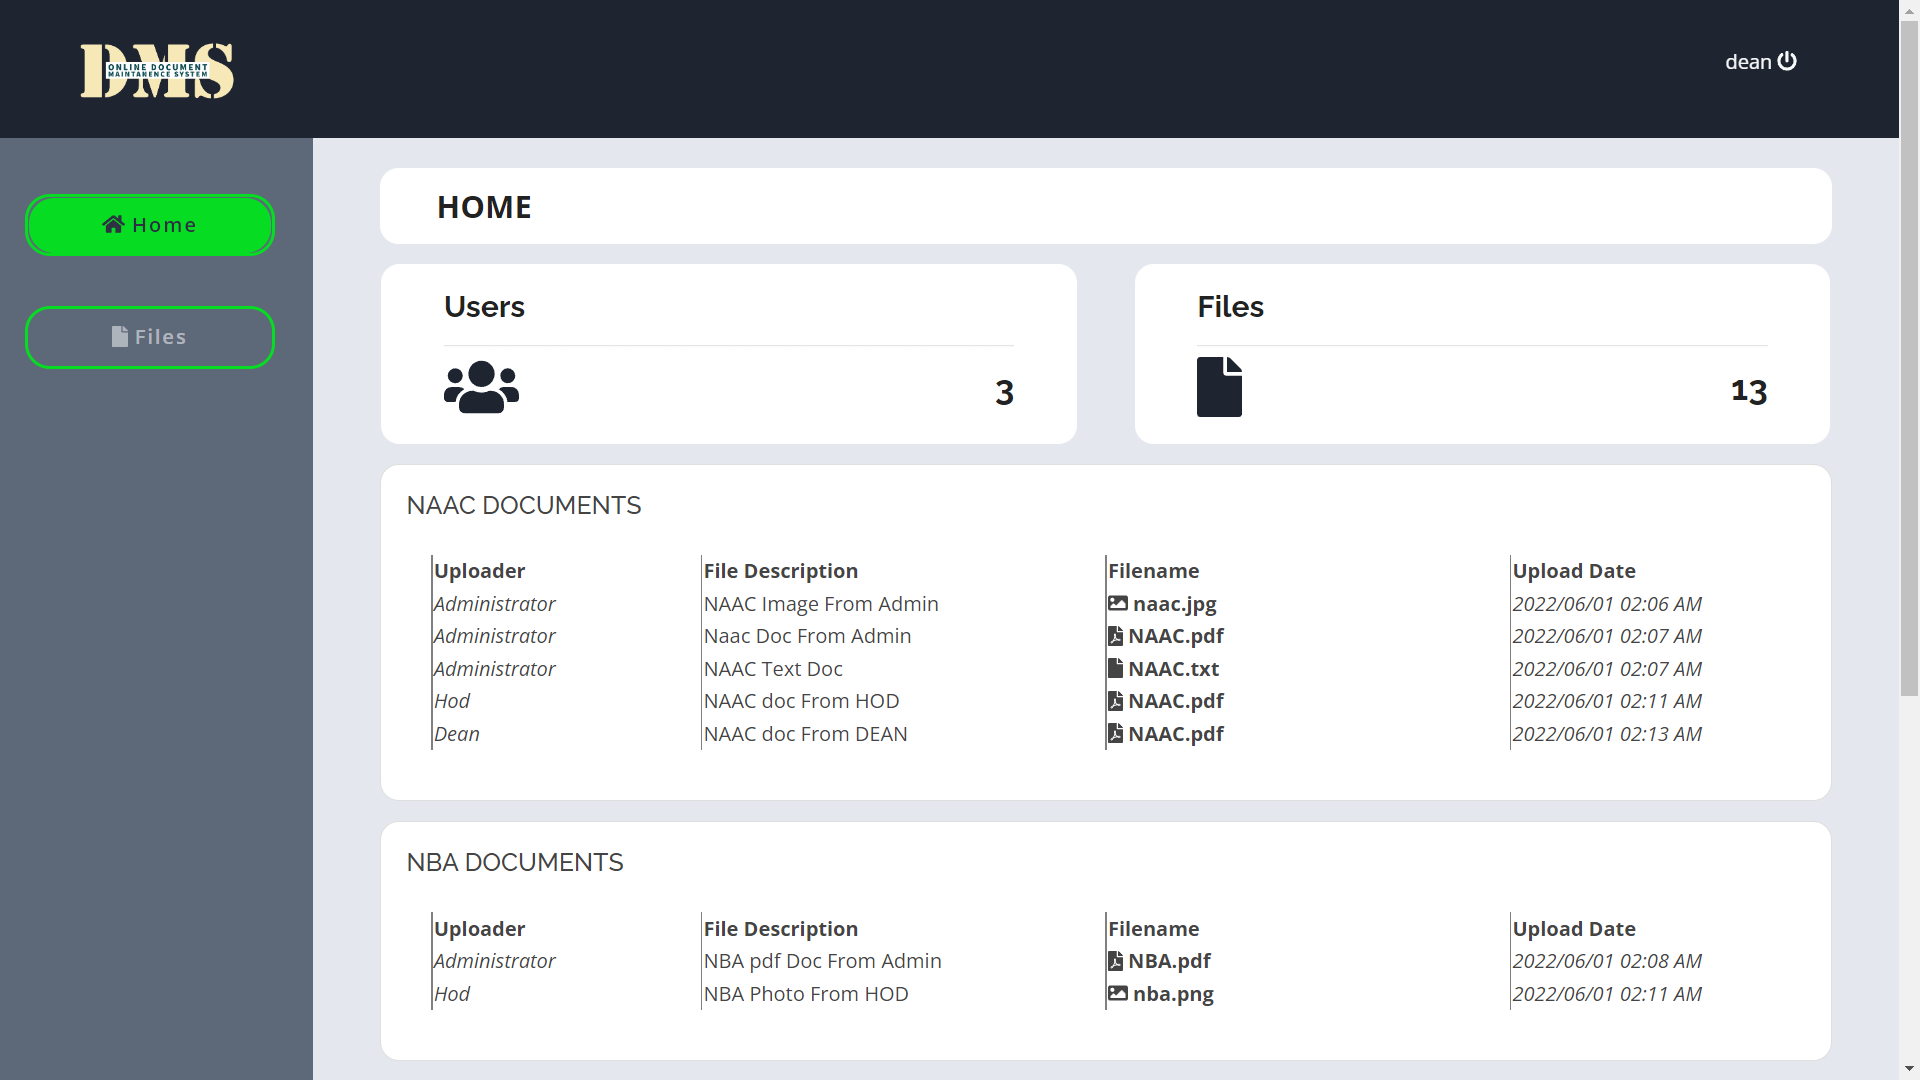 DMS
ONLINE DOCUMENT
MAINTANENCE SYSTEM
dean
Home
Files
HOME
Users
3
Files
13
NAAC DOCUMENTS
Uploader File Description Filename Upload Date
Administrator NAAC Image From Admin naac.jpg 2022/06/01 02:06 AM
Administrator Naac Doc From Admin NAAC.pdf 2022/06/01 02:07 AM
Administrator NAAC Text Doc NAAC.txt 2022/06/01 02:07 AM
Hod NAAC doc From HOD NAAC.pdf 2022/06/01 02:11 AM
Dean NAAC doc From DEAN NAAC.pdf 2022/06/01 02:13 AM
NBA DOCUMENTS
Uploader File Description Filename Upload Date
Administrator NBA pdf Doc From Admin NBA.pdf 2022/06/01 02:08 AM
Hod NBA Photo From HOD nba.png 2022/06/01 02:11 AM